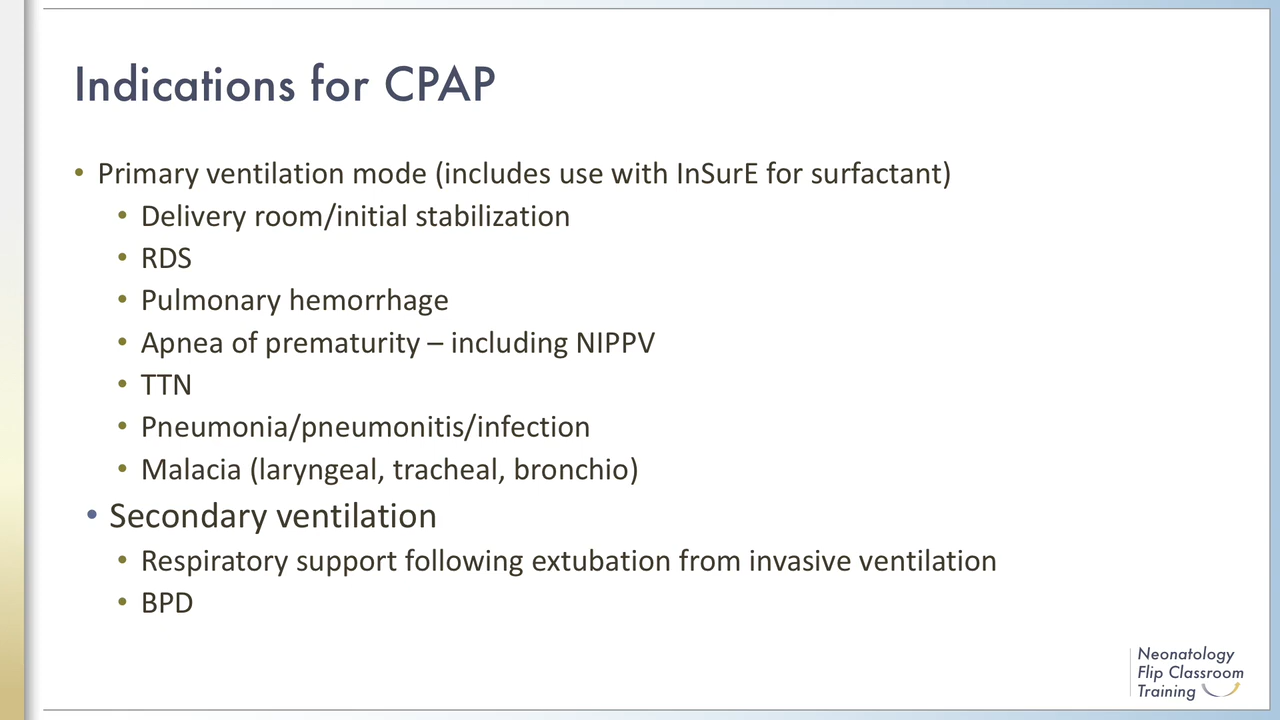 Indications for CPAP
• Primary ventilation mode (includes use with InSurE for surfactant)
• Delivery room/initial stabilization
• RDS
• Pulmonary hemorrhage
• Apnea of prematurity – including NIPPV
• TTN
• Pneumonia/pneumonitis/infection
• Malacia (laryngeal, tracheal, bronchio)
• Secondary ventilation
• Respiratory support following extubation from invasive ventilation
• BPD
Neonatology
Flip Classroom
Training